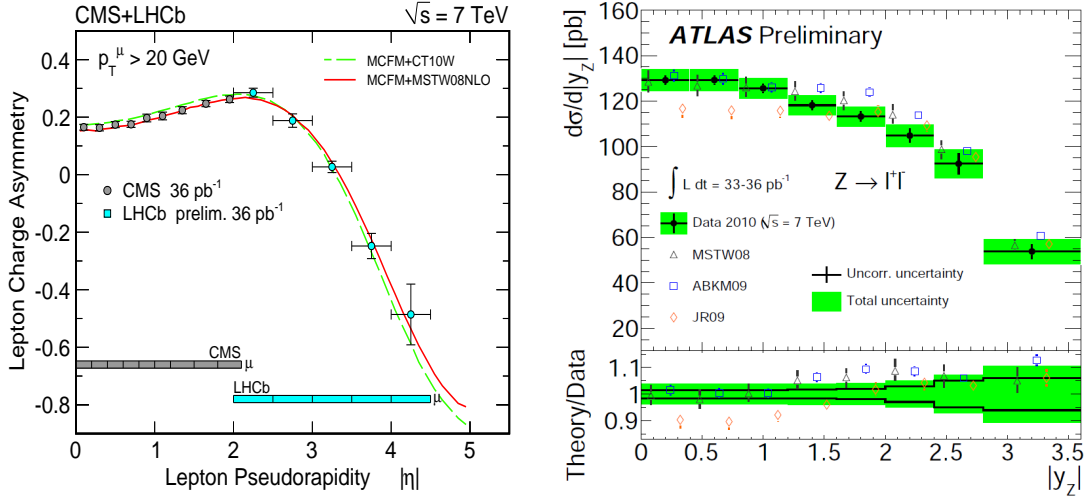 CMS+LHCb √s = 7 TeV
p_T^μ > 20 GeV
MCFM+CT10W
MCFM+MSTW08NLO
CMS 36 pb⁻¹
LHCb prelim. 36 pb⁻¹
CMS μ
LHCb μ
Lepton Charge Asymmetry
0.4
0.2
0
-0.2
-0.4
-0.6
-0.8
0 1 2 3 4 5
Lepton Pseudorapidity |η|
dσ/d|y_Z| [pb]
160
140
120
100
80
60
40
20
ATLAS Preliminary
∫ L dt = 33-36 pb⁻¹
Z → l⁺l⁻
Data 2010 (√s = 7 TeV)
MSTW08
ABKM09
JR09
Uncorr. uncertainty
Total uncertainty
Theory/Data
1.1
1
0.9
0 0.5 1 1.5 2 2.5 3 3.5
|y_Z|